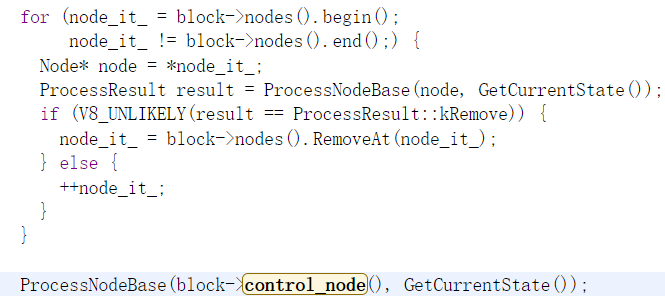 for (node_it_ = block->nodes().begin();
node_it_ != block->nodes().end();) {
Node* node = *node_it_;
ProcessResult result = ProcessNodeBase(node, GetCurrentState());
if (V8_UNLIKELY(result == ProcessResult::kRemove)) {
node_it_ = block->nodes().RemoveAt(node_it_);
} else {
++node_it_;
}
}
ProcessNodeBase(block->control_node(), GetCurrentState());